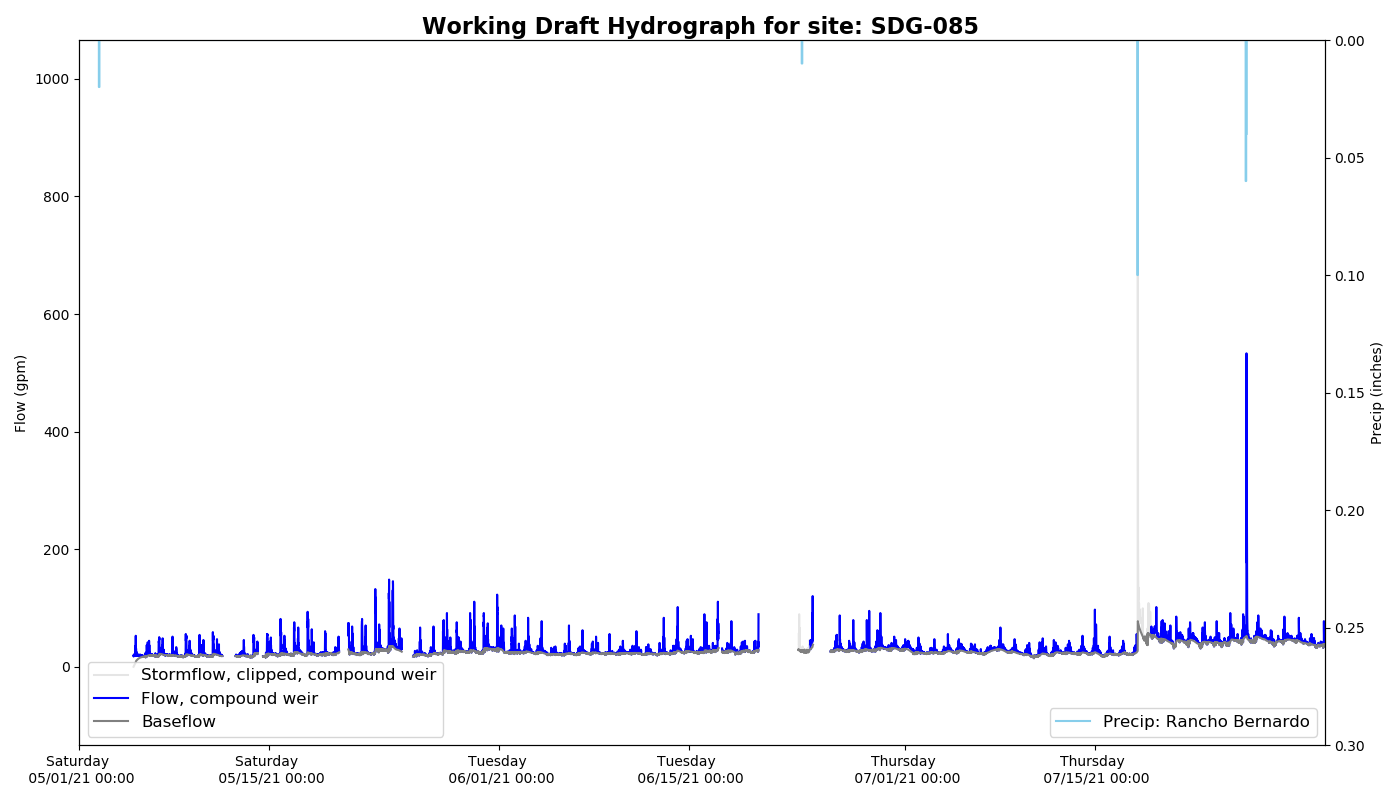 Working Draft Hydrograph for site: SDG-085
1000
800
600
400
200
0
Flow (gpm)
0.00
0.05
0.10
0.15
0.20
0.25
0.30
Precip (inches)
Stormflow, clipped, compound weir
Flow, compound weir
Baseflow
Precip: Rancho Bernardo
Saturday
05/01/21 00:00
Saturday
05/15/21 00:00
Tuesday
06/01/21 00:00
Tuesday
06/15/21 00:00
Thursday
07/01/21 00:00
Thursday
07/15/21 00:00